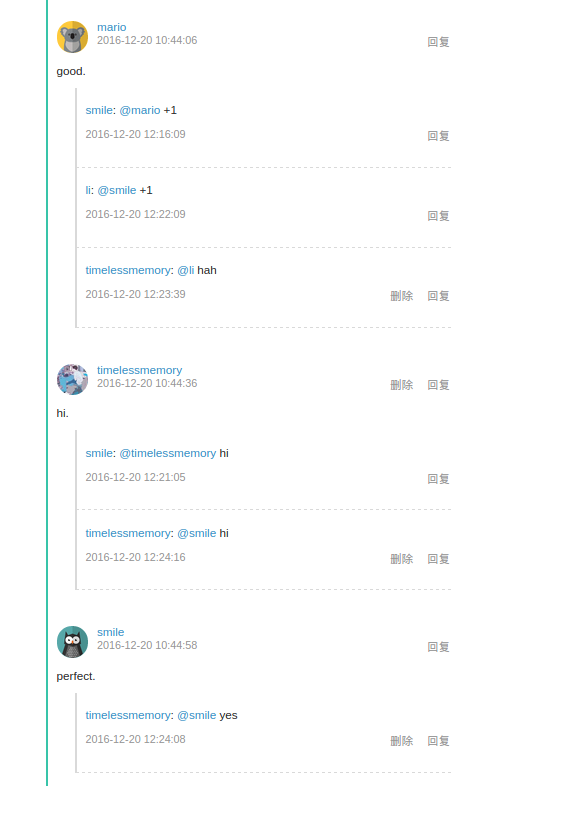 mario
2016-12-20 10:44:06 回复
good.
smile: @mario +1
2016-12-20 12:16:09 回复
li: @smile +1
2016-12-20 12:22:09 回复
timelessmemory: @li hah
2016-12-20 12:23:39 删除 回复
timelessmemory
2016-12-20 10:44:36 删除 回复
hi.
smile: @timelessmemory hi
2016-12-20 12:21:05 回复
timelessmemory: @smile hi
2016-12-20 12:24:16 删除 回复
smile
2016-12-20 10:44:58 回复
perfect.
timelessmemory: @smile yes
2016-12-20 12:24:08 删除 回复